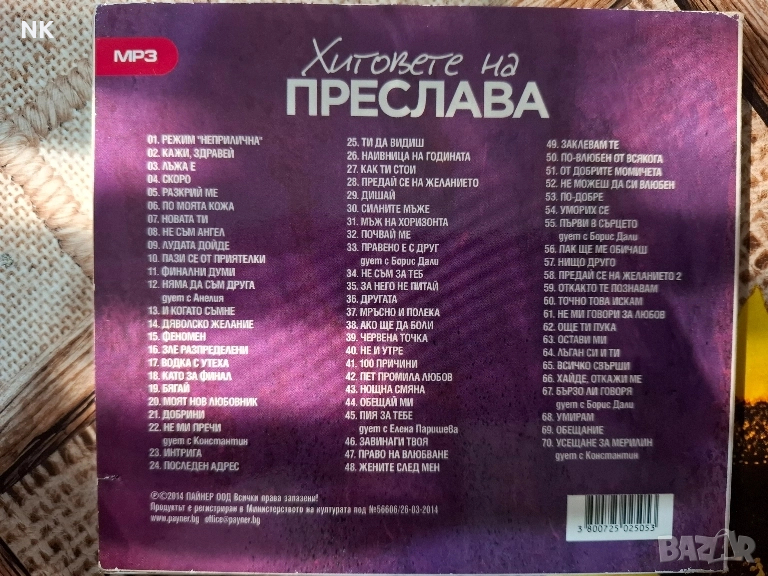 NK
MP3
Хитовете на
ПРЕСЛАВА
01. РЕЖИМ "НЕПРИЛИЧНА"
02. КАЖИ, ЗДРАВЕЙ
03. ЛЪЖА Е
04. СКОРО
05. РАЗКРИЙ МЕ
06. ПО МОЯТА КОЖА
07. НОВАТА ТИ
08. НЕ СЪМ АНГЕЛ
09. ЛУДАТА ДОЙДЕ
10. ПАЗИ СЕ ОТ ПРИЯТЕЛКИ
11. ФИНАЛНИ ДУМИ
12. НЯМА ДА СЪМ ДРУГА
дует с Анелия
13. И КОГАТО СЪМНЕ
14. ДЯВОЛСКО ЖЕЛАНИЕ
15. ФЕНОМЕН
16. ЗЛЕ РАЗПРЕДЕЛЕНИ
17. ВОДКА С УТЕХА
18. КАТО ЗА ФИНАЛ
19. БЯГАЙ
20. МОЯТ НОВ ЛЮБОВНИК
21. ДОБРИНИ
22. НЕ МИ ПРЕЧИ
дует с Константин
23. ИНТРИГА
24. ПОСЛЕДЕН АДРЕС
25. ТИ ДА ВИДИШ
26. НАИВНИЦА НА ГОДИНАТА
27. КАК ТИ СТОИ
28. ПРЕДАЙ СЕ НА ЖЕЛАНИЕТО
29. ДИШАЙ
30. СИЛНИТЕ МЪЖЕ
31. МЪЖ НА ХОРИЗОНТА
32. ПОЧВАЙ МЕ
33. ПРАВЕНО Е С ДРУГ
дует с Борис Дали
34. НЕ СЪМ ЗА ТЕБ
35. ЗА НЕГО НЕ ПИТАЙ
36. ДРУГАТА
37. МРЪСНО И ПОЛЕКА
38. АКО ЩЕ ДА БОЛИ
39. ЧЕРВЕНА ТОЧКА
40. НЕ И УТРЕ
41. 100 ПРИЧИНИ
42. ПЕТ ПРОМИЛА ЛЮБОВ
43. НОЩНА СМЯНА
44. ОБЕЩАЙ МИ
45. ПИЯ ЗА ТЕБЕ
дует с Елена Паришева
46. ЗАВИНАГИ ТВОЯ
47. ПРАВО НА ВЛЮБВАНЕ
48. ЖЕНИТЕ СЛЕД МЕН
49. ЗАКЛЕВАМ ТЕ
50. ПО-ВЛЮБЕН ОТ ВСЯКОГА
51. ОТ ДОБРИТЕ МОМИЧЕТА
52. НЕ МОЖЕШ ДА СИ ВЛЮБЕН
53. ПО-ДОБРЕ
54. УМОРИХ СЕ
55. ПЪРВИ В СЪРЦЕТО
дует с Борис Дали
56. ПАК ЩЕ МЕ ОБИЧАШ
57. НИЩО ДРУГО
58. ПРЕДАЙ СЕ НА ЖЕЛАНИЕТО 2
59. ОТКАКТО ТЕ ПОЗНАВАМ
60. ТОЧНО ТОВА ИСКАМ
61. НЕ МИ ГОВОРИ ЗА ЛЮБОВ
62. ОЩЕ ТИ ПУКА
63. ОСТАВИ МИ
64. ЛЪГАН СИ И ТИ
65. ВСИЧКО СВЪРШИ
66. ХАЙДЕ, ОТКАЖИ МЕ
67. БЪРЗО ЛИ ГОВОРЯ
дует с Борис Дали
68. УМИРАМ
69. ОБЕЩАНИЕ
70. УСЕЩАНЕ ЗА МЕРИЛИН
дует с Константин
℗©2014 ПАЙНЕР ООД Всички права запазени!
Продуктът е регистриран в Министерството на културата под №56606/26-03-2014
www.payner.bg office@payner.bg
3 800725 025053
BAZAR.bg